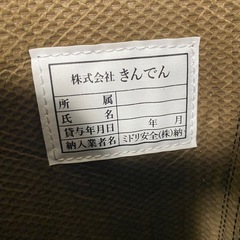 株式会社 きんでん
所属
氏名
貸与年月日 年 月
納入業者名 ミドリ安全(株)納